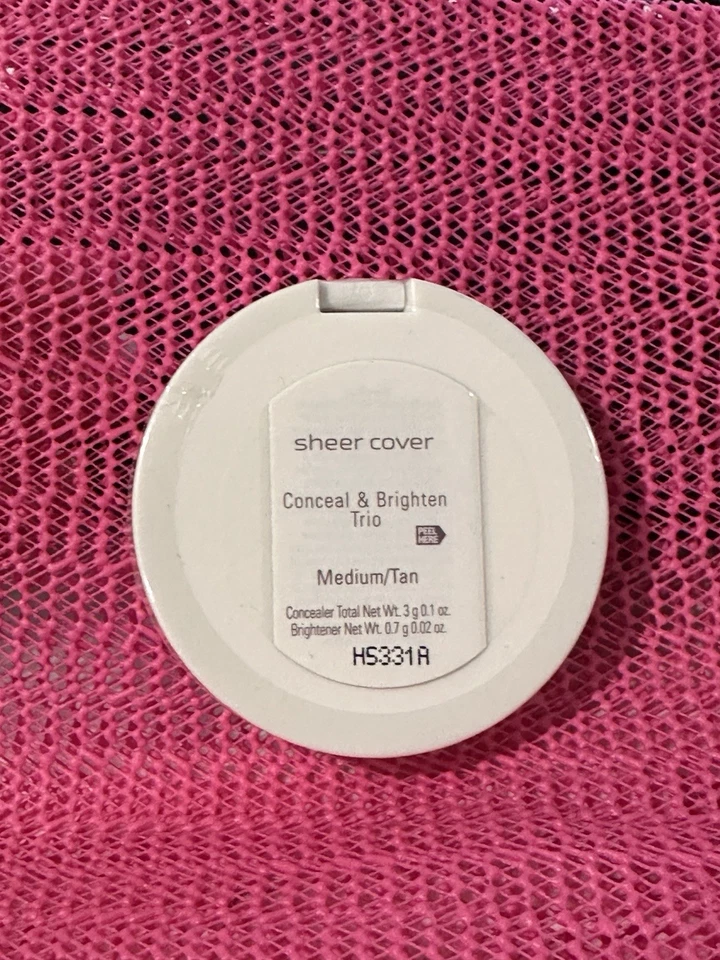 sheer cover
Conceal & Brighten
Trio
PEEL
HERE
Medium/Tan
Concealer Total Net Wt. 3 g 0.1 oz.
Brightener Net Wt. 0.7 g 0.02 oz.
H5331A